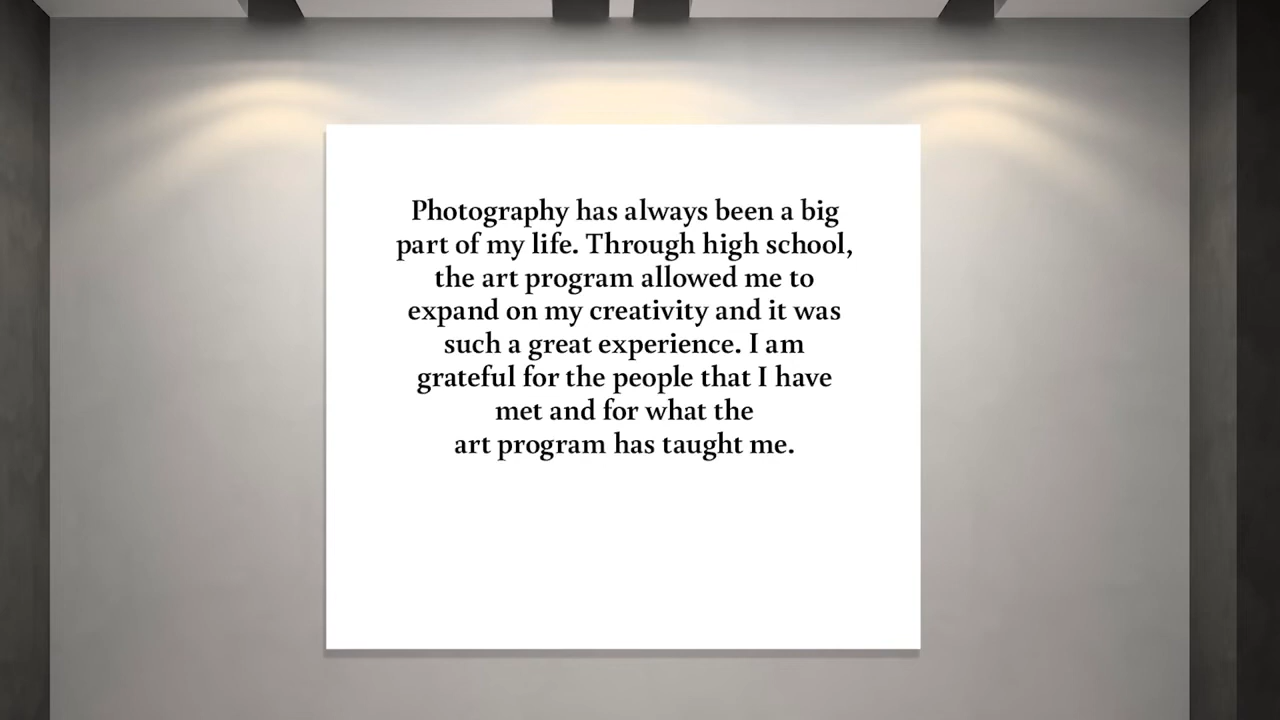 Photography has always been a big
part of my life. Through high school,
the art program allowed me to
expand on my creativity and it was
such a great experience. I am
grateful for the people that I have
met and for what the
art program has taught me.